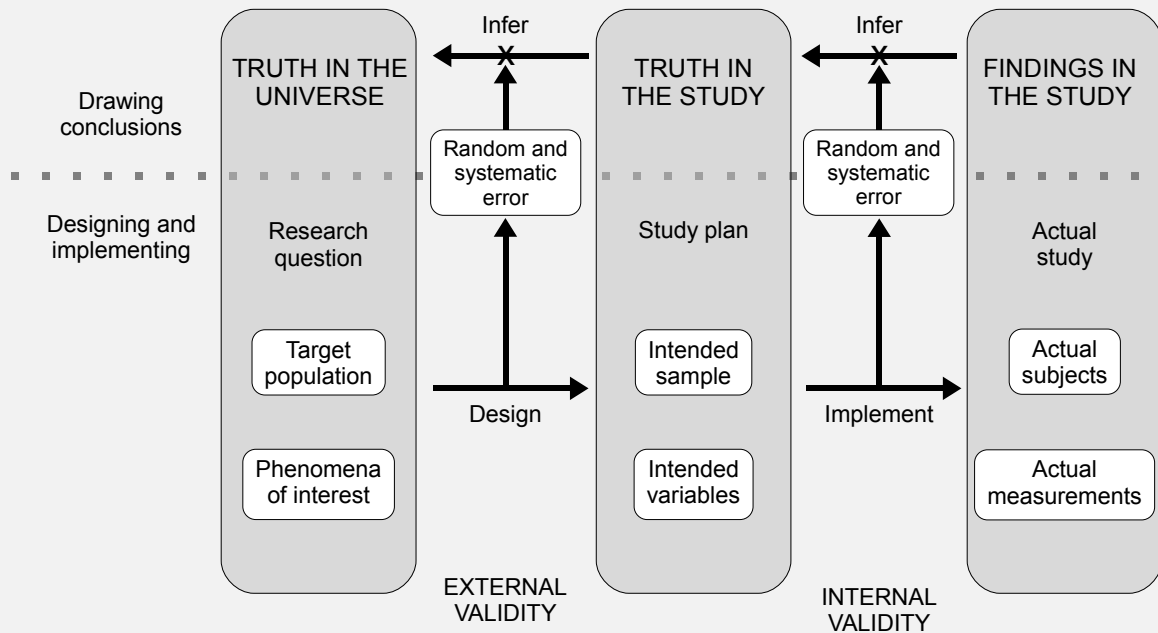 Infer
Infer
X
X
TRUTH IN THE
UNIVERSE
TRUTH IN
THE STUDY
FINDINGS IN
THE STUDY
Drawing
conclusions
Random and
systematic
error
Random and
systematic
error
Designing and
implementing
Research
question
Study plan
Actual
study
Target
population
Intended
sample
Actual
subjects
Design
Implement
Phenomena
of interest
Intended
variables
Actual
measurements
EXTERNAL
VALIDITY
INTERNAL
VALIDITY